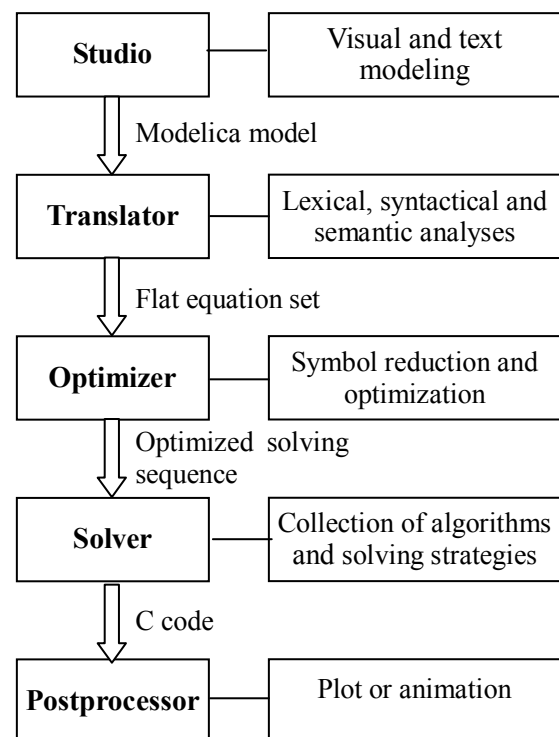 Studio
Visual and text
modeling
Modelica model
Translator
Lexical, syntactical and
semantic analyses
Flat equation set
Optimizer
Symbol reduction and
optimization
Optimized solving
sequence
Solver
Collection of algorithms
and solving strategies
C code
Postprocessor
Plot or animation